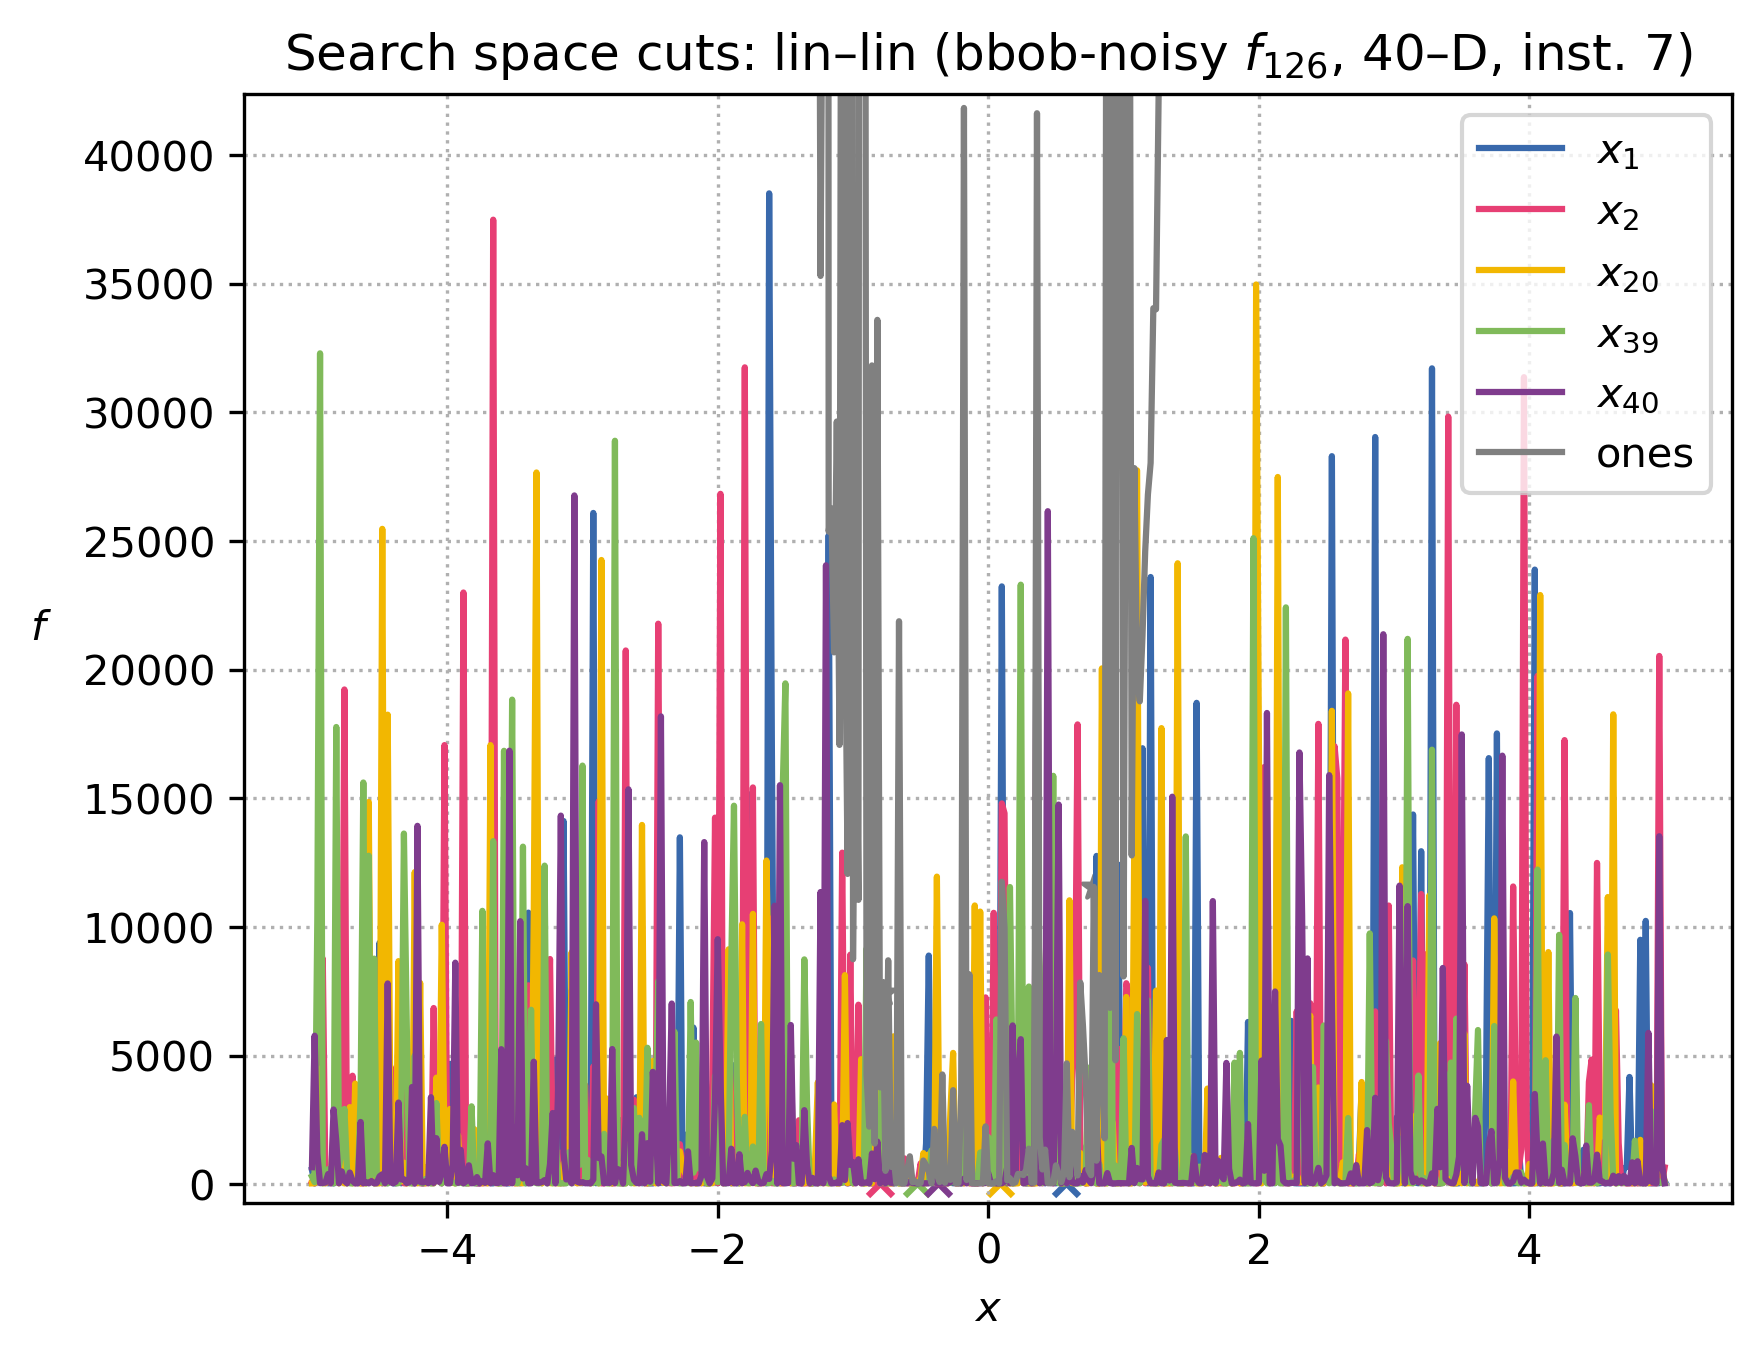 Search space cuts: lin–lin (bbob-noisy f₁₂₆, 40–D, inst. 7)
40000
35000
30000
25000
20000
15000
10000
5000
0
f
−4
−2
0
2
4
x
x₁
x₂
x₂₀
x₃₉
x₄₀
ones